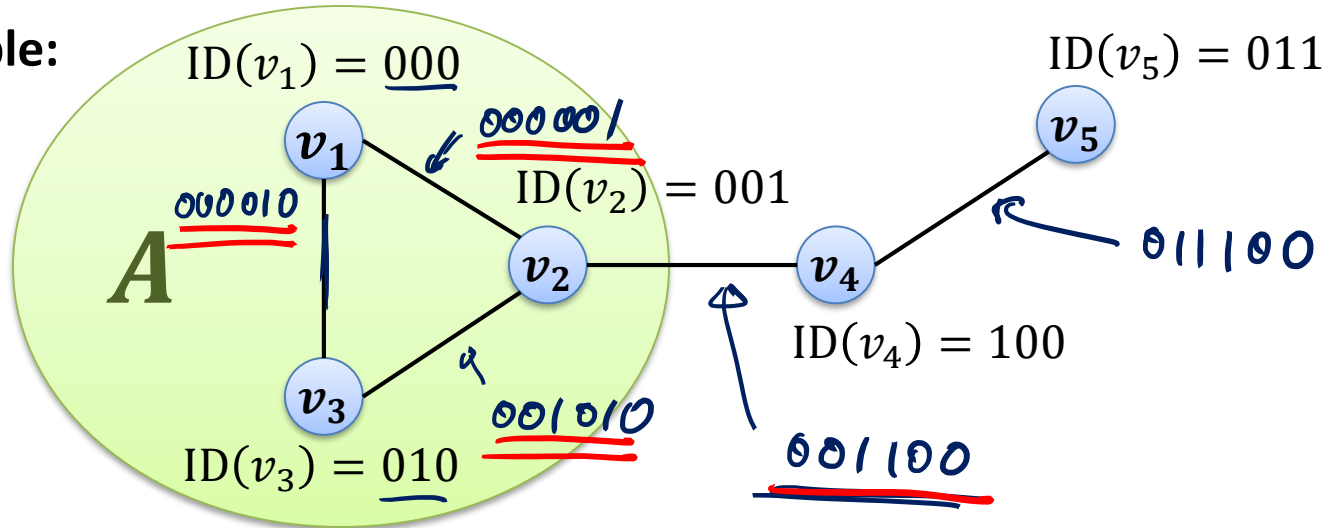 ple:
ID(v₁) = 000
ID(v₅) = 011
v₁
000001
v₅
000010
ID(v₂) = 001
A
v₂
v₄
011100
ID(v₄) = 100
v₃
001010
ID(v₃) = 010
001100